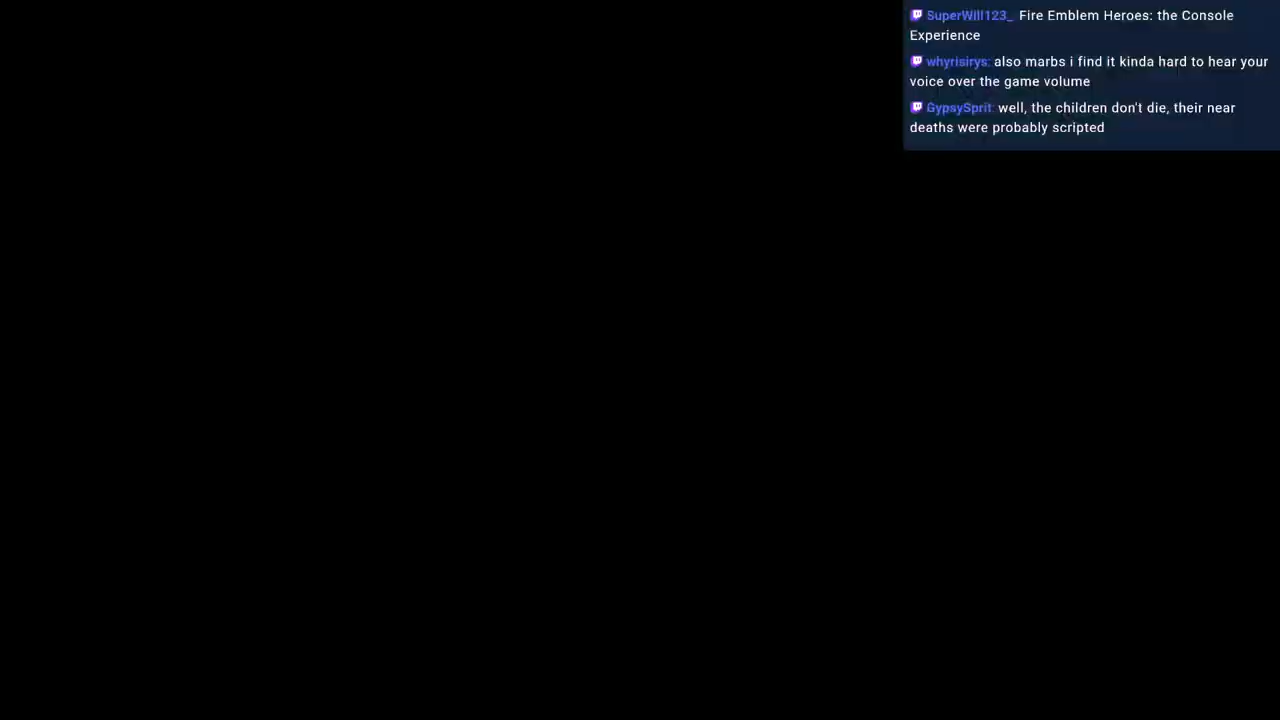 SuperWill123_ Fire Emblem Heroes: the Console
Experience
whyrisirys: also marbs i find it kinda hard to hear your
voice over the game volume
GypsySprit: well, the children don't die, their near
deaths were probably scripted